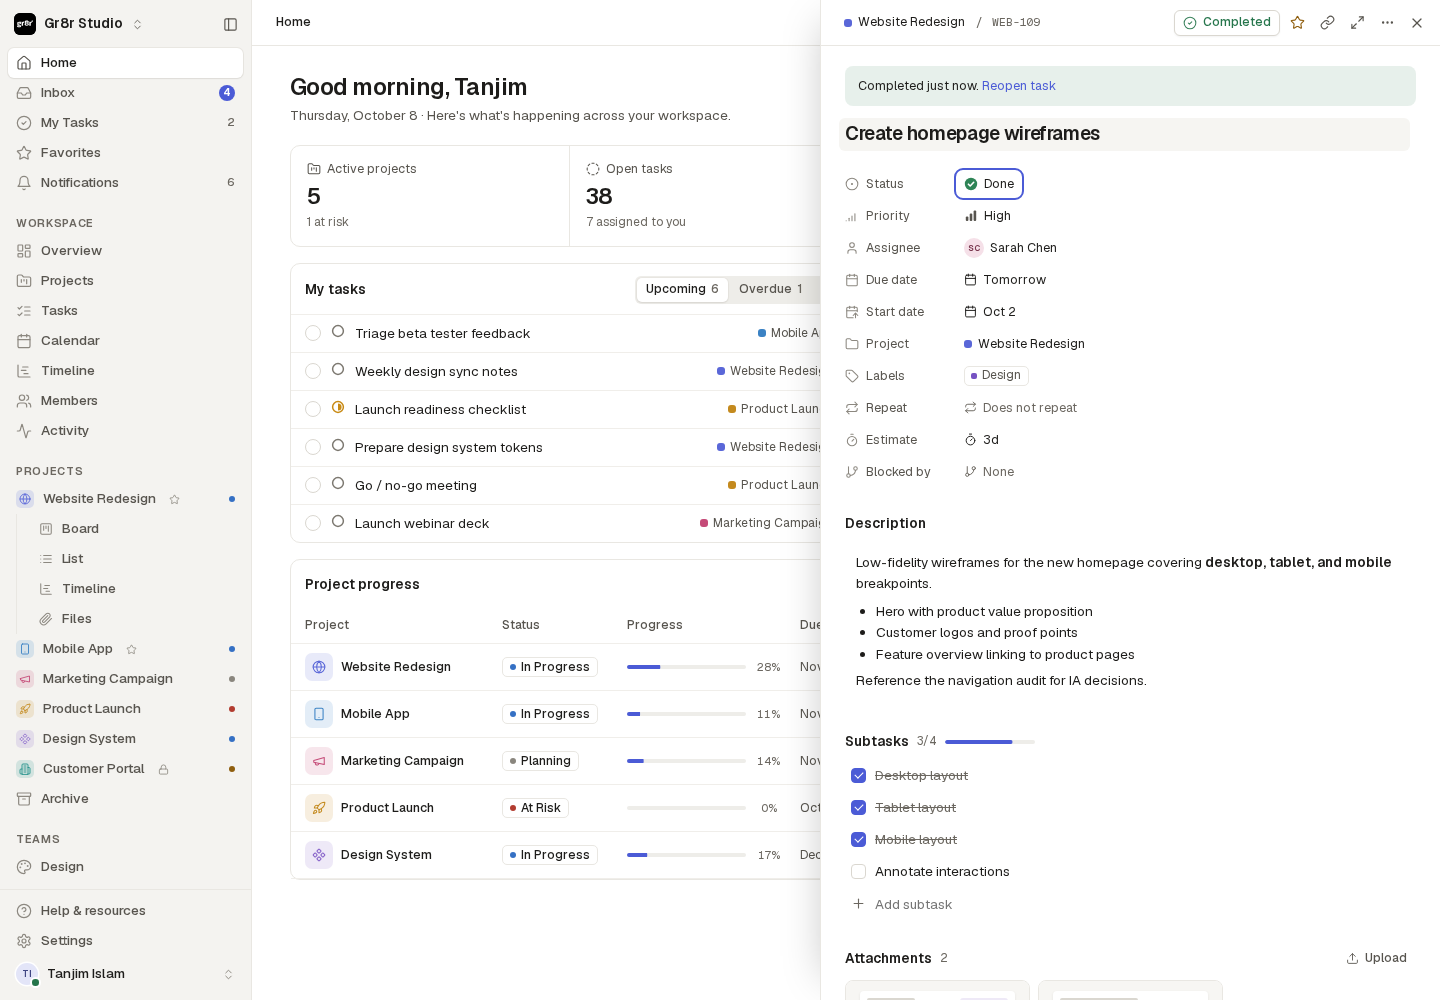 gr8r
Gr8r Studio
Home
Inbox 4
My Tasks 2
Favorites
Notifications 6
WORKSPACE
Overview
Projects
Tasks
Calendar
Timeline
Members
Activity
PROJECTS
Website Redesign
Board
List
Timeline
Files
Mobile App
Marketing Campaign
Product Launch
Design System
Customer Portal
Archive
TEAMS
Design
Help & resources
Settings
TI Tanjim Islam
Home
Good morning, Tanjim
Thursday, October 8 · Here's what's happening across your workspace.
Active projects
5
1 at risk
Open tasks
38
7 assigned to you
My tasks
Upcoming 6 Overdue 1
Triage beta tester feedback Mobile A
Weekly design sync notes Website Redesig
Launch readiness checklist Product Laun
Prepare design system tokens Website Redesig
Go / no-go meeting Product Laun
Launch webinar deck Marketing Campaig
Project progress
Project Status Progress Due
Website Redesign In Progress 28% Nov
Mobile App In Progress 11% Nov
Marketing Campaign Planning 14% Nov
Product Launch At Risk 0% Oct
Design System In Progress 17% Dec
Website Redesign / WEB-109 Completed
Completed just now. Reopen task
Create homepage wireframes
Status Done
Priority High
Assignee SC Sarah Chen
Due date Tomorrow
Start date Oct 2
Project Website Redesign
Labels Design
Repeat Does not repeat
Estimate 3d
Blocked by None
Description
Low-fidelity wireframes for the new homepage covering desktop, tablet, and mobile
breakpoints.
Hero with product value proposition
Customer logos and proof points
Feature overview linking to product pages
Reference the navigation audit for IA decisions.
Subtasks 3/4
Desktop layout
Tablet layout
Mobile layout
Annotate interactions
Add subtask
Attachments 2 Upload